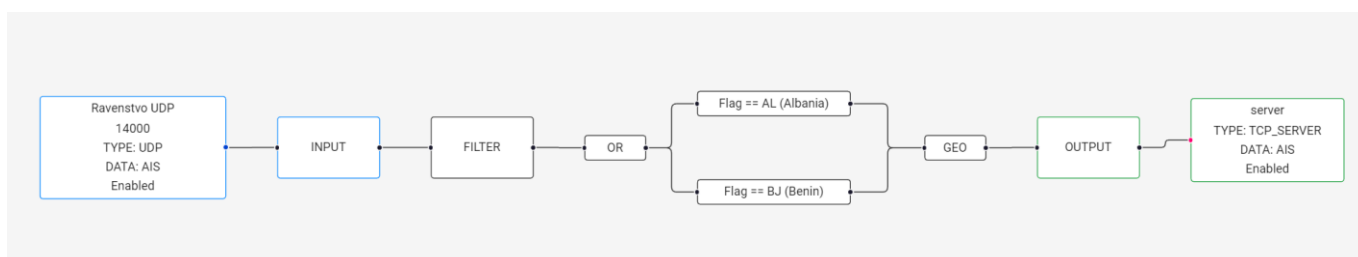 Ravenstvo UDP
14000
TYPE: UDP
DATA: AIS
Enabled
INPUT
FILTER
OR
Flag == AL (Albania)
Flag == BJ (Benin)
GEO
OUTPUT
server
TYPE: TCP_SERVER
DATA: AIS
Enabled